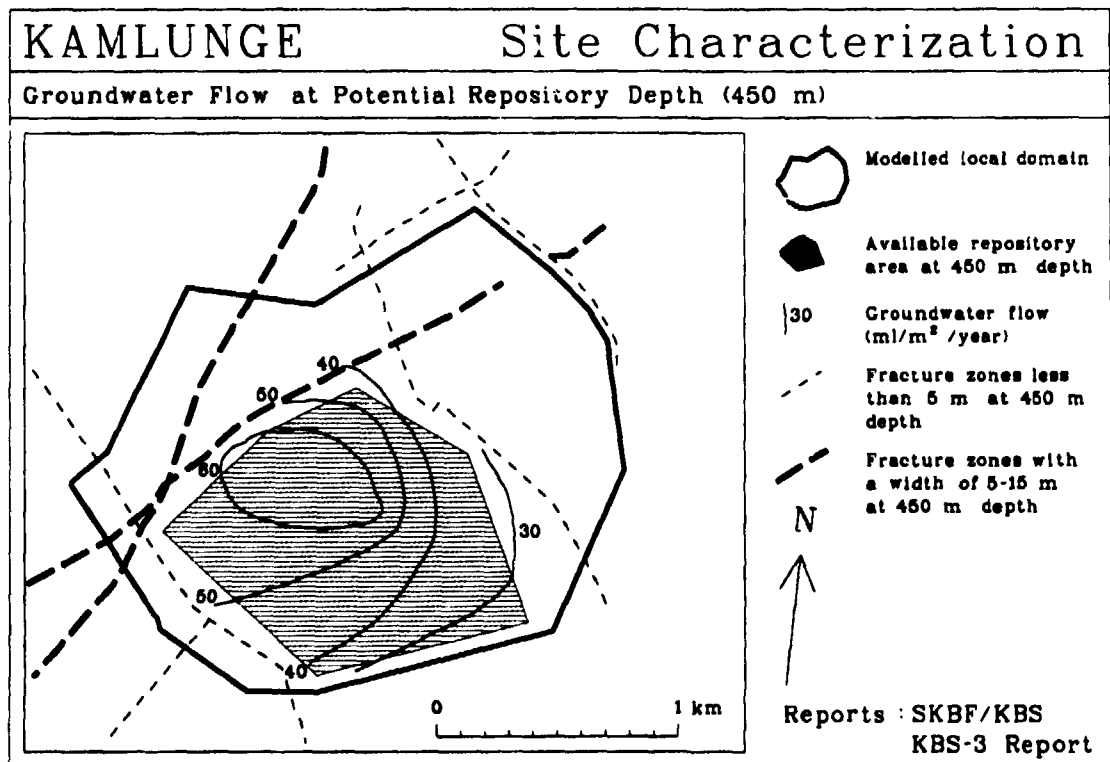 KAMLUNGE Site Characterization
Groundwater Flow at Potential Repository Depth (450 m)
Modelled local domain
Available repository
area at 450 m depth
30 Groundwater flow
(ml/m² /year)
Fracture zones less
than 5 m at 450 m
depth
Fracture zones with
a width of 5-15 m
at 450 m depth
N
40
50
60
30
50
40
0 1 km
Reports : SKBF/KBS
KBS-3 Report